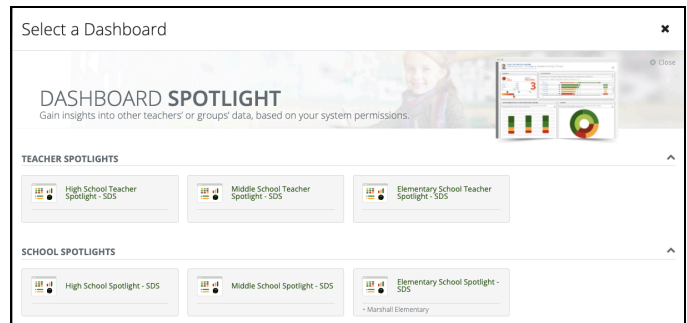 Select a Dashboard
Close
DASHBOARD SPOTLIGHT
Gain insights into other teachers' or groups' data, based on your system permissions.
TEACHER SPOTLIGHTS
High School Teacher
Spotlight - SDS
Middle School Teacher
Spotlight - SDS
Elementary School Teacher
Spotlight - SDS
SCHOOL SPOTLIGHTS
High School Spotlight - SDS
Middle School Spotlight - SDS
Elementary School Spotlight -
SDS
• Marshall Elementary